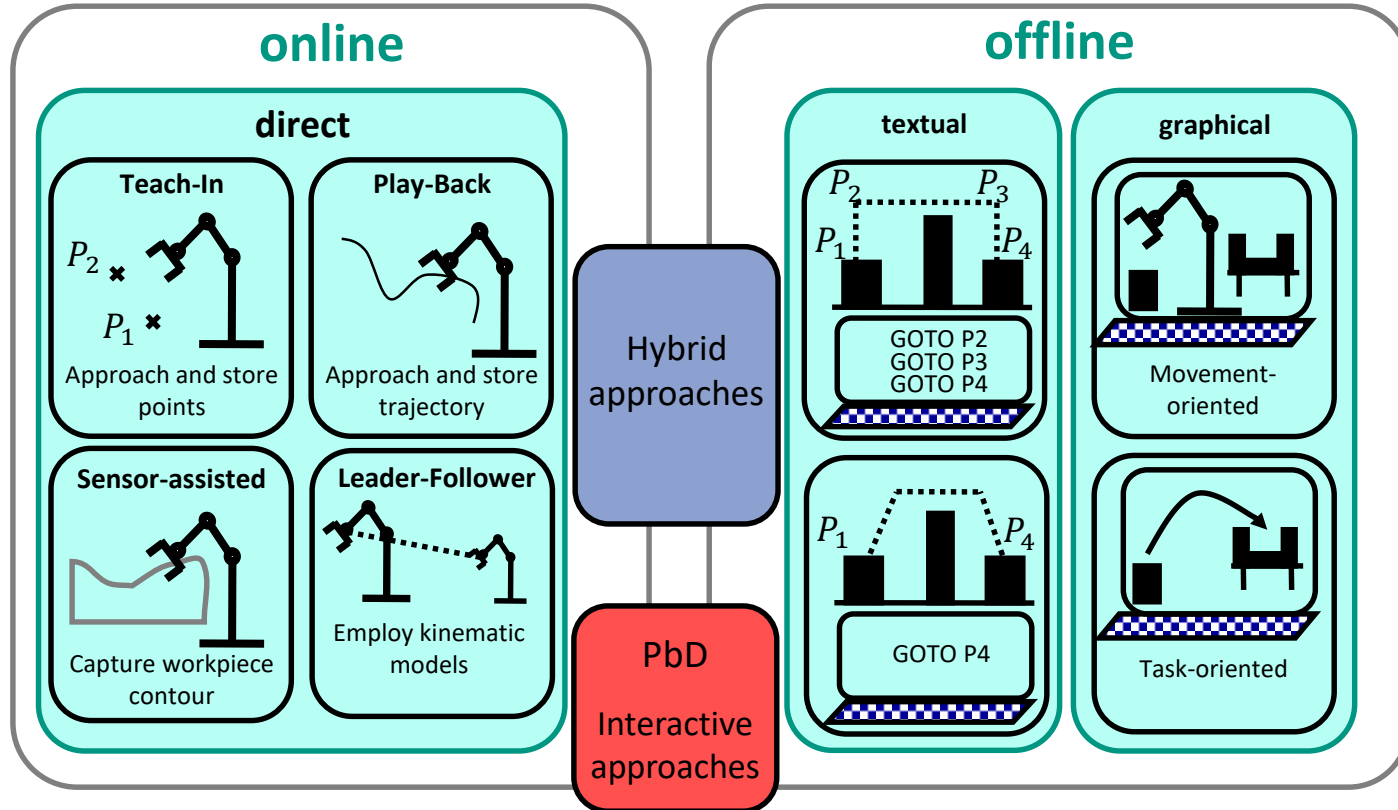 online
direct
Teach-In
P₂
P₁
Approach and store
points
Play-Back
Approach and store
trajectory
Sensor-assisted
Capture workpiece
contour
Leader-Follower
Employ kinematic
models
Hybrid
approaches
PbD
Interactive
approaches
offline
textual
P₂ P₃
P₁ P₄
GOTO P2
GOTO P3
GOTO P4
P₁ P₄
GOTO P4
graphical
Movement-
oriented
Task-oriented